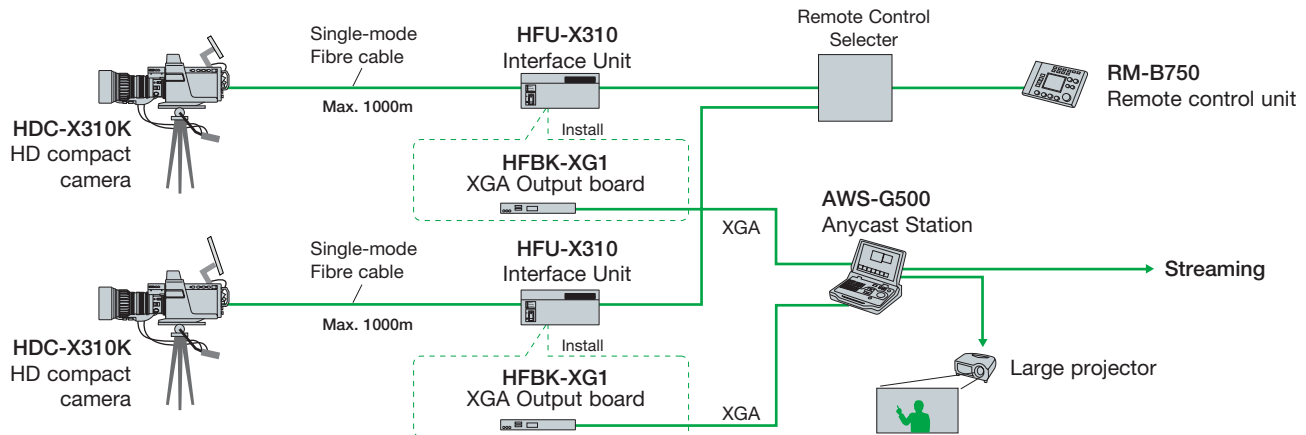 Single-mode
Fibre cable
Max. 1000m
HFU-X310
Interface Unit
Remote Control
Selecter
RM-B750
Remote control unit
HDC-X310K
HD compact
camera
Install
HFBK-XG1
XGA Output board
XGA
AWS-G500
Anycast Station
Streaming
Single-mode
Fibre cable
Max. 1000m
HFU-X310
Interface Unit
HDC-X310K
HD compact
camera
Install
HFBK-XG1
XGA Output board
XGA
Large projector